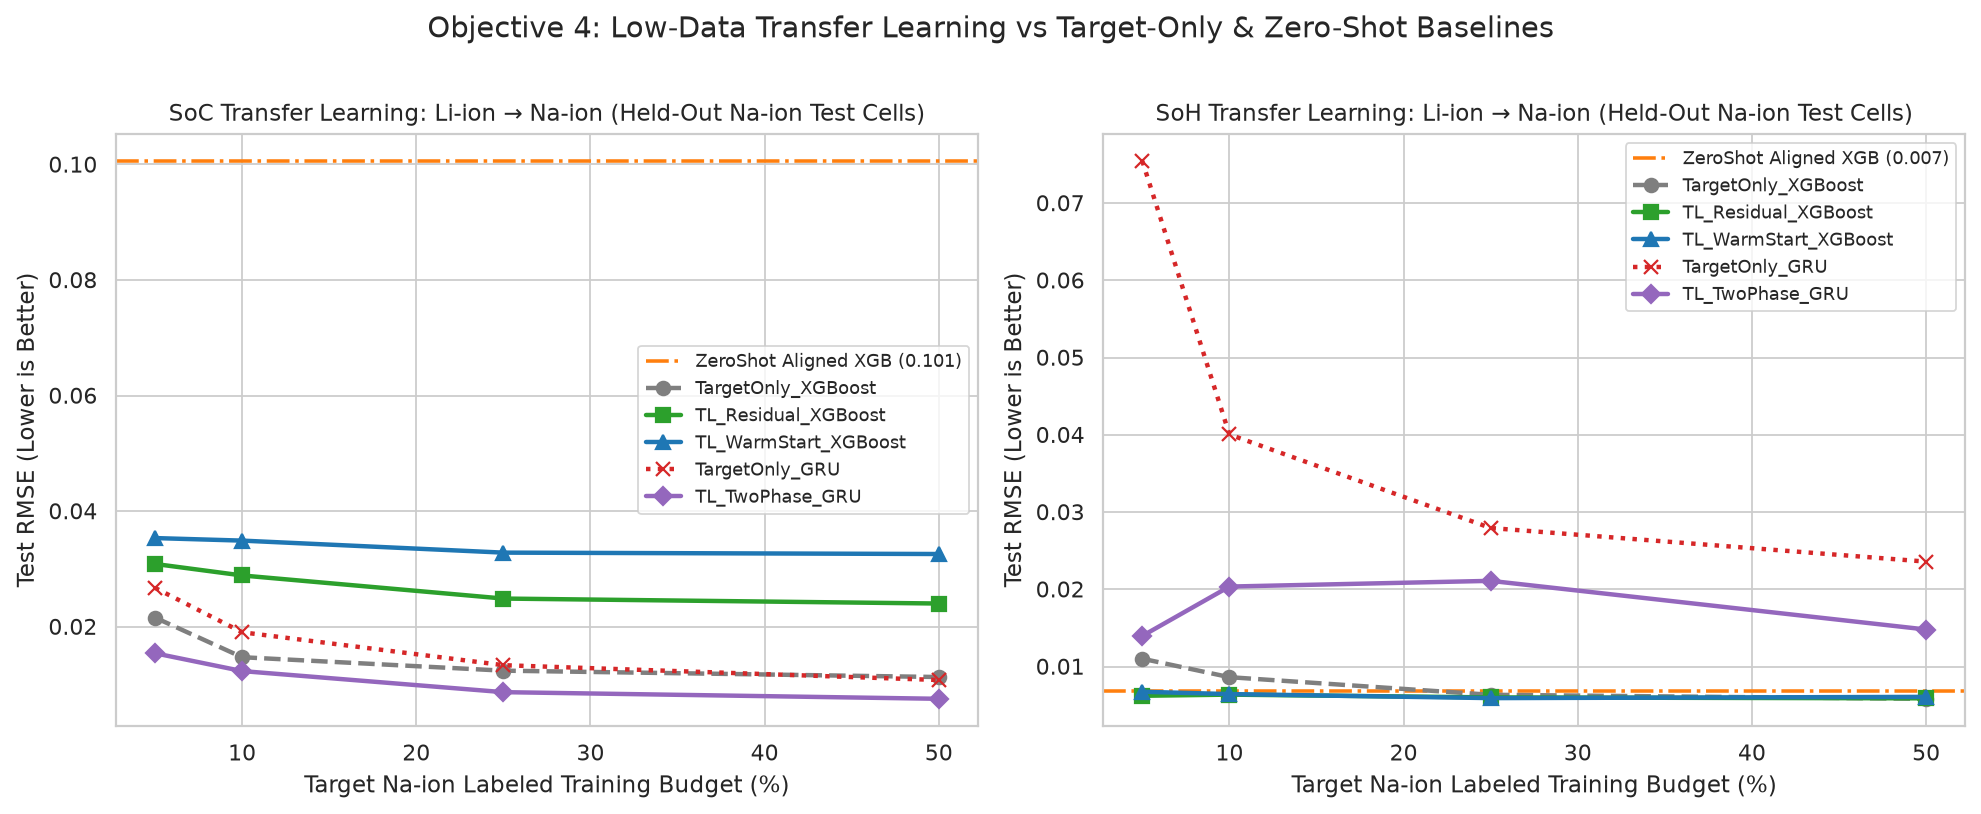 Objective 4: Low-Data Transfer Learning vs Target-Only & Zero-Shot Baselines
SoC Transfer Learning: Li-ion → Na-ion (Held-Out Na-ion Test Cells)
Test RMSE (Lower is Better)
0.10
0.08
0.06
0.04
0.02
ZeroShot Aligned XGB (0.101)
TargetOnly_XGBoost
TL_Residual_XGBoost
TL_WarmStart_XGBoost
TargetOnly_GRU
TL_TwoPhase_GRU
10
20
30
40
50
Target Na-ion Labeled Training Budget (%)
SoH Transfer Learning: Li-ion → Na-ion (Held-Out Na-ion Test Cells)
Test RMSE (Lower is Better)
0.07
0.06
0.05
0.04
0.03
0.02
0.01
ZeroShot Aligned XGB (0.007)
TargetOnly_XGBoost
TL_Residual_XGBoost
TL_WarmStart_XGBoost
TargetOnly_GRU
TL_TwoPhase_GRU
10
20
30
40
50
Target Na-ion Labeled Training Budget (%)